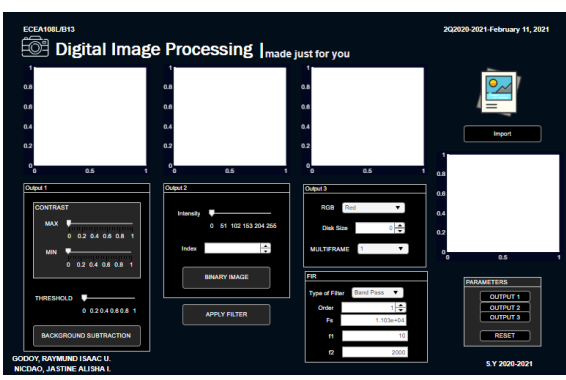 ECEA108L/B13
2Q2020-2021-February 11, 2021
Digital Image Processing | made just for you
1
0.8
0.6
0.4
0.2
0
0 0.5 1
1
0.8
0.6
0.4
0.2
0
0 0.5 1
1
0.8
0.6
0.4
0.2
0
0 0.5 1
Import
1
0.8
0.6
0.4
0.2
0
0 0.5 1
Output 1
CONTRAST
MAX
0 0.2 0.4 0.6 0.8 1
MIN
0 0.2 0.4 0.6 0.8 1
THRESHOLD
0 0.2 0.4 0.6 0.8 1
BACKGROUND SUBTRACTION
Output 2
Intensity
0 51 102 153 204 255
Index
BINARY IMAGE
APPLY FILTER
Output 3
RGB Red
Disk Size 0
MULTIFRAME 1
FIR
Type of Filter Band Pass
Order 1
Fs 1.103e+04
f1 10
f2 2000
PARAMETERS
OUTPUT 1
OUTPUT 2
OUTPUT 3
RESET
GODOY, RAYMUND ISAAC U.
NICDAO, JASTINE ALISHA I.
S.Y 2020-2021